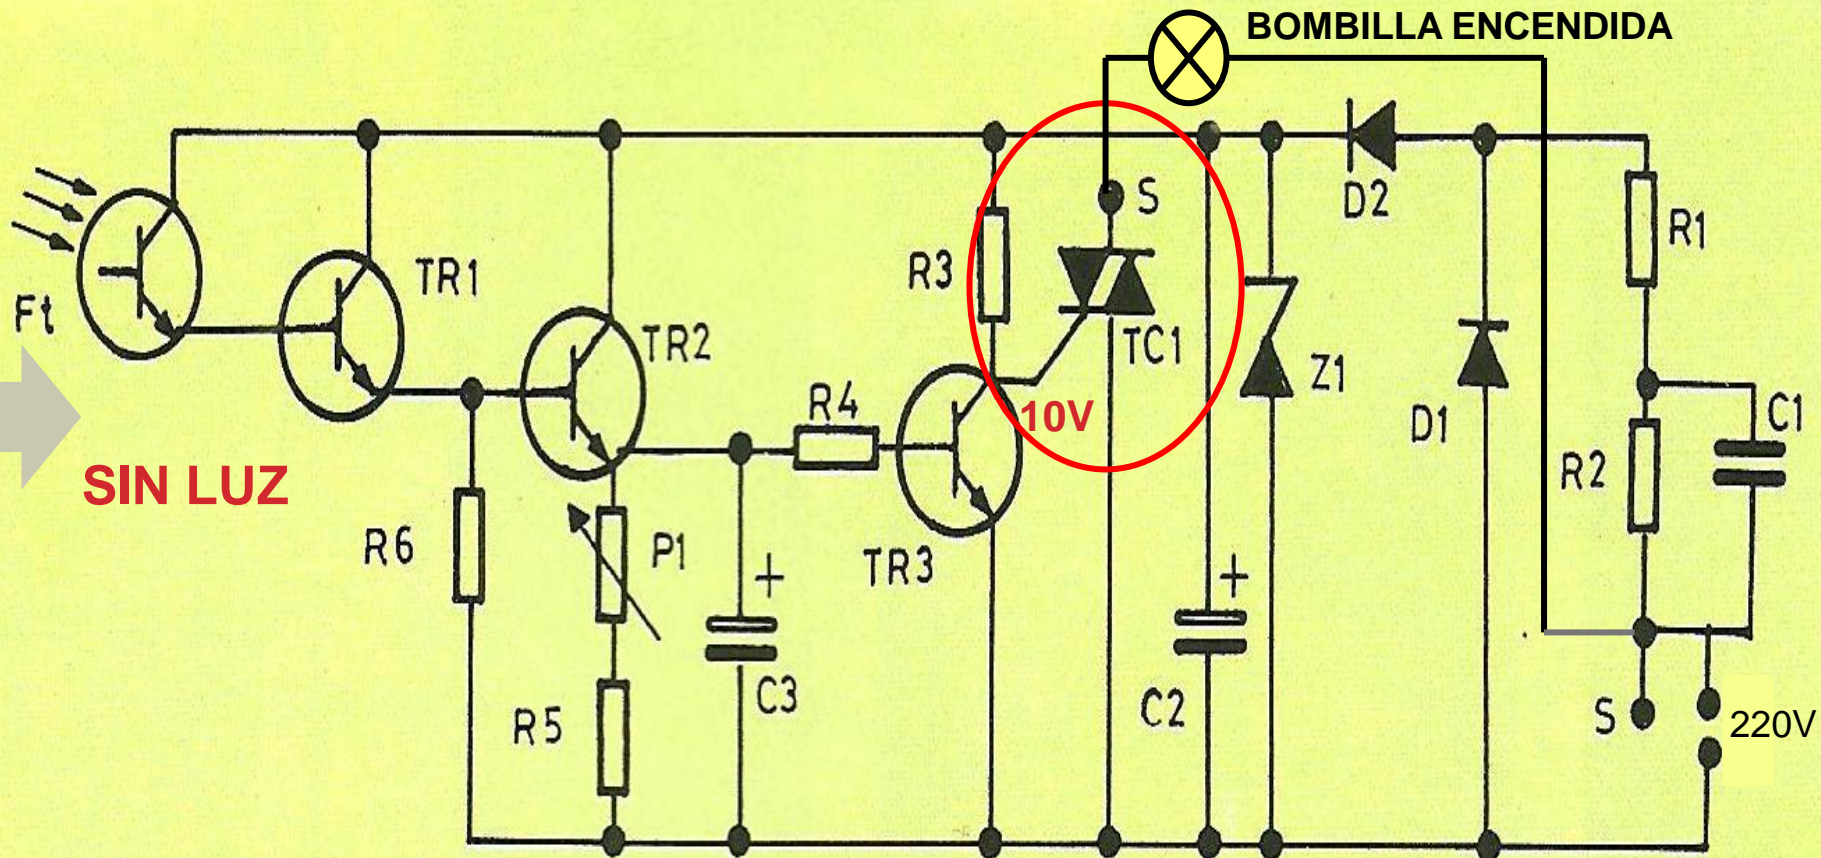 BOMBILLA ENCENDIDA
S
D2
R1
TR1
R3
Ft
TR2
TC1
Z1
R4
10V
D1
C1
R2
SIN LUZ
R6
P1
TR3
+
+
C3
R5
C2
S
220V